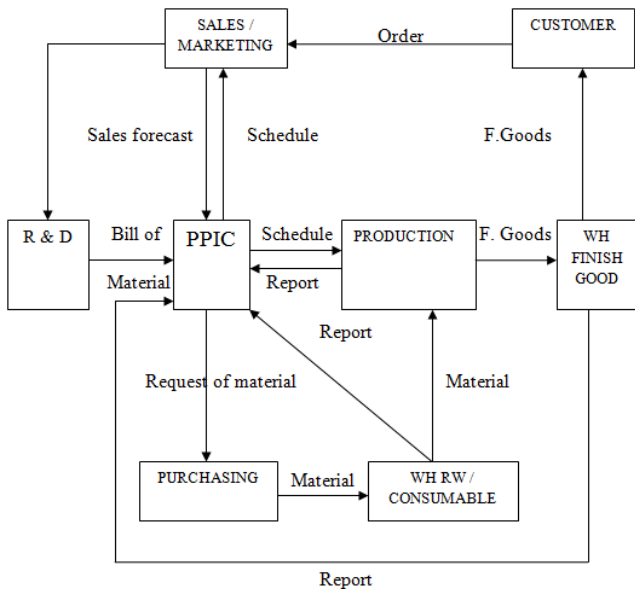 SALES /
MARKETING
Order
CUSTOMER
Sales forecast
Schedule
F.Goods
R & D
Bill of
Material
PPIC
Schedule
Report
PRODUCTION
F. Goods
WH
FINISH
GOOD
Report
Request of material
Material
PURCHASING
Material
WH RW /
CONSUMABLE
Report